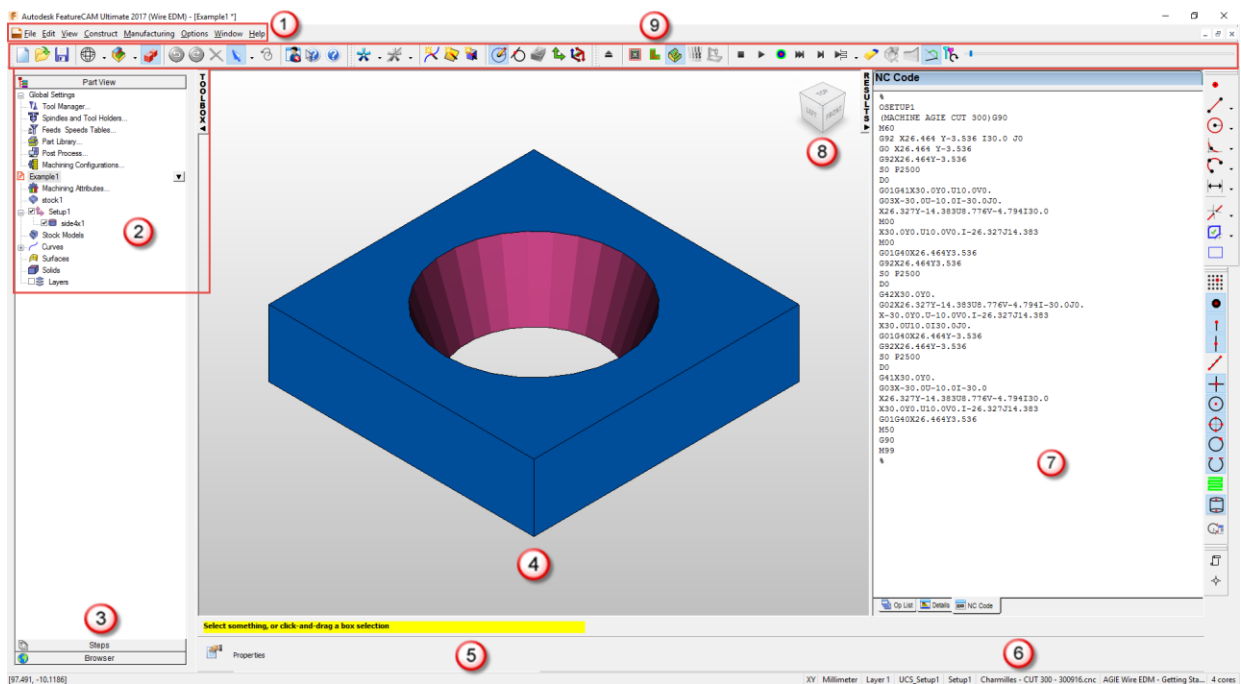 Autodesk FeatureCAM Ultimate 2017 (Wire EDM) - [Example1 *]
File Edit View Construct Manufacturing Options Window Help
1
9
Part View
Global Settings
Tool Manager...
Spindles and Tool Holders...
Feeds Speeds Tables...
Part Library...
Post Process...
Machining Configurations...
Example1
Machining Attributes...
stock1
Setup1
side4x1
Stock Models
Curves
Surfaces
Solids
Layers
2
3
Steps
Browser
TOOLBOX
TOP
LEFT
FRONT
8
4
RESULTS
NC Code
%
OSETUP1
(MACHINE AGIE CUT 300)G90
M60
G92 X26.464 Y-3.536 I30.0 J0
G0 X26.464 Y-3.536
G92X26.464Y-3.536
S0 P2500
D0
G01G41X30.0Y0.U10.0V0.
G03X-30.0U-10.0I-30.0J0.
X26.327Y-14.383U8.776V-4.794I30.0
M00
X30.0Y0.U10.0V0.I-26.327J14.383
M00
G01G40X26.464Y3.536
G92X26.464Y3.536
S0 P2500
D0
G42X30.0Y0.
G02X26.327Y-14.383U8.776V-4.794I-30.0J0.
X-30.0Y0.U-10.0V0.I-26.327J14.383
X30.0U10.0I30.0J0.
G01G40X26.464Y-3.536
G92X26.464Y-3.536
S0 P2500
D0
G41X30.0Y0.
G03X-30.0U-10.0I-30.0
X26.327Y-14.383U8.776V-4.794I30.0
X30.0Y0.U10.0V0.I-26.327J14.383
G01G40X26.464Y3.536
M50
G90
M99
%
7
Op List Details NC Code
Select something, or click-and-drag a box selection
Properties
5
6
[97.491, -10.1186]
XY Millimeter Layer 1 UCS_Setup1 Setup1 Charmilles - CUT 300 - 300916.cnc AGIE Wire EDM - Getting Sta... 4 cores